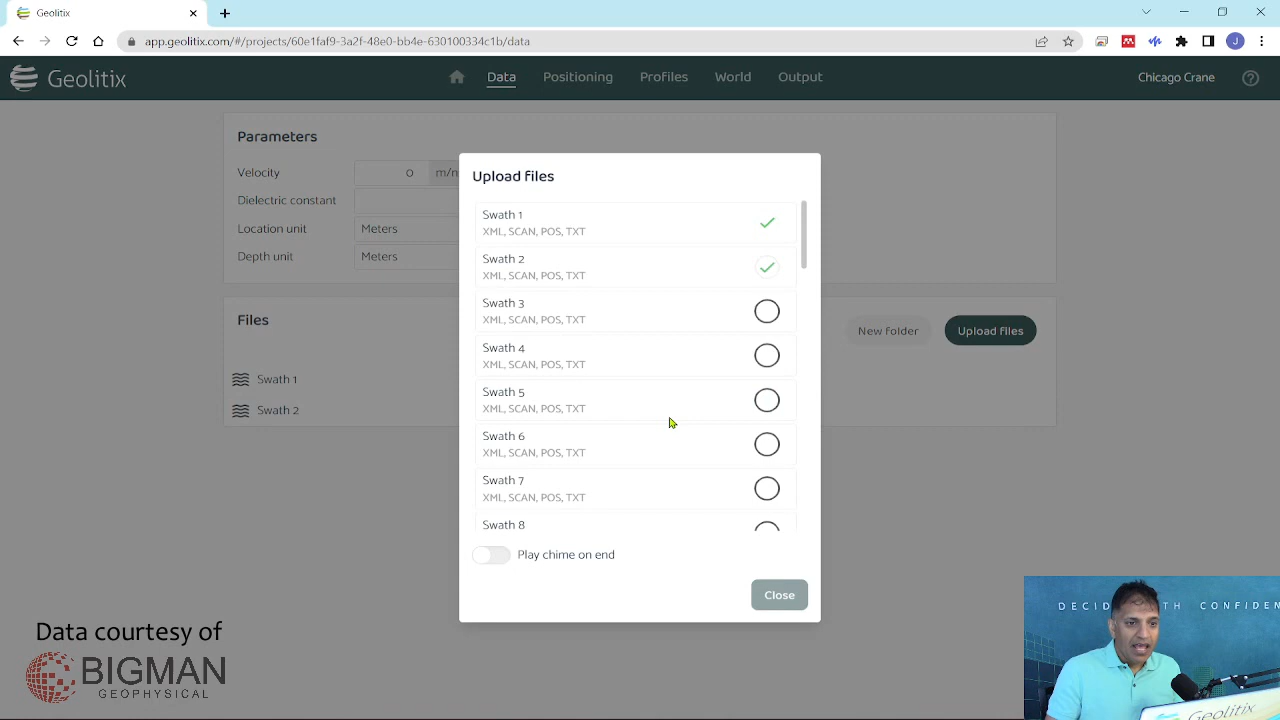 Geolitix
app.geolitix.com/#/projects/60e1faf9-3a2f-48e0-bb4e-630100334c1b/data
J
Geolitix
Data
Positioning
Profiles
World
Output
Chicago Crane
Parameters
Velocity
0
m/n
Dielectric constant
Location unit
Meters
Depth unit
Meters
Files
New folder
Upload files
Swath 1
Swath 2
Upload files
Swath 1
XML, SCAN, POS, TXT
Swath 2
XML, SCAN, POS, TXT
Swath 3
XML, SCAN, POS, TXT
Swath 4
XML, SCAN, POS, TXT
Swath 5
XML, SCAN, POS, TXT
Swath 6
XML, SCAN, POS, TXT
Swath 7
XML, SCAN, POS, TXT
Swath 8
Play chime on end
Close
Data courtesy of
BIGMAN
GEOPHYSICAL
DECID TH CONFIDEN
Geolitix